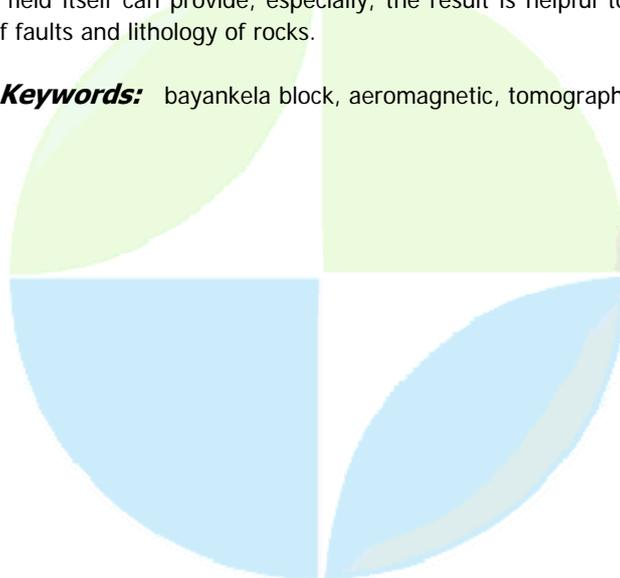 field itself can provide, especially, the result is helpful to
f faults and lithology of rocks.
Keywords: bayankela block, aeromagnetic, tomograph